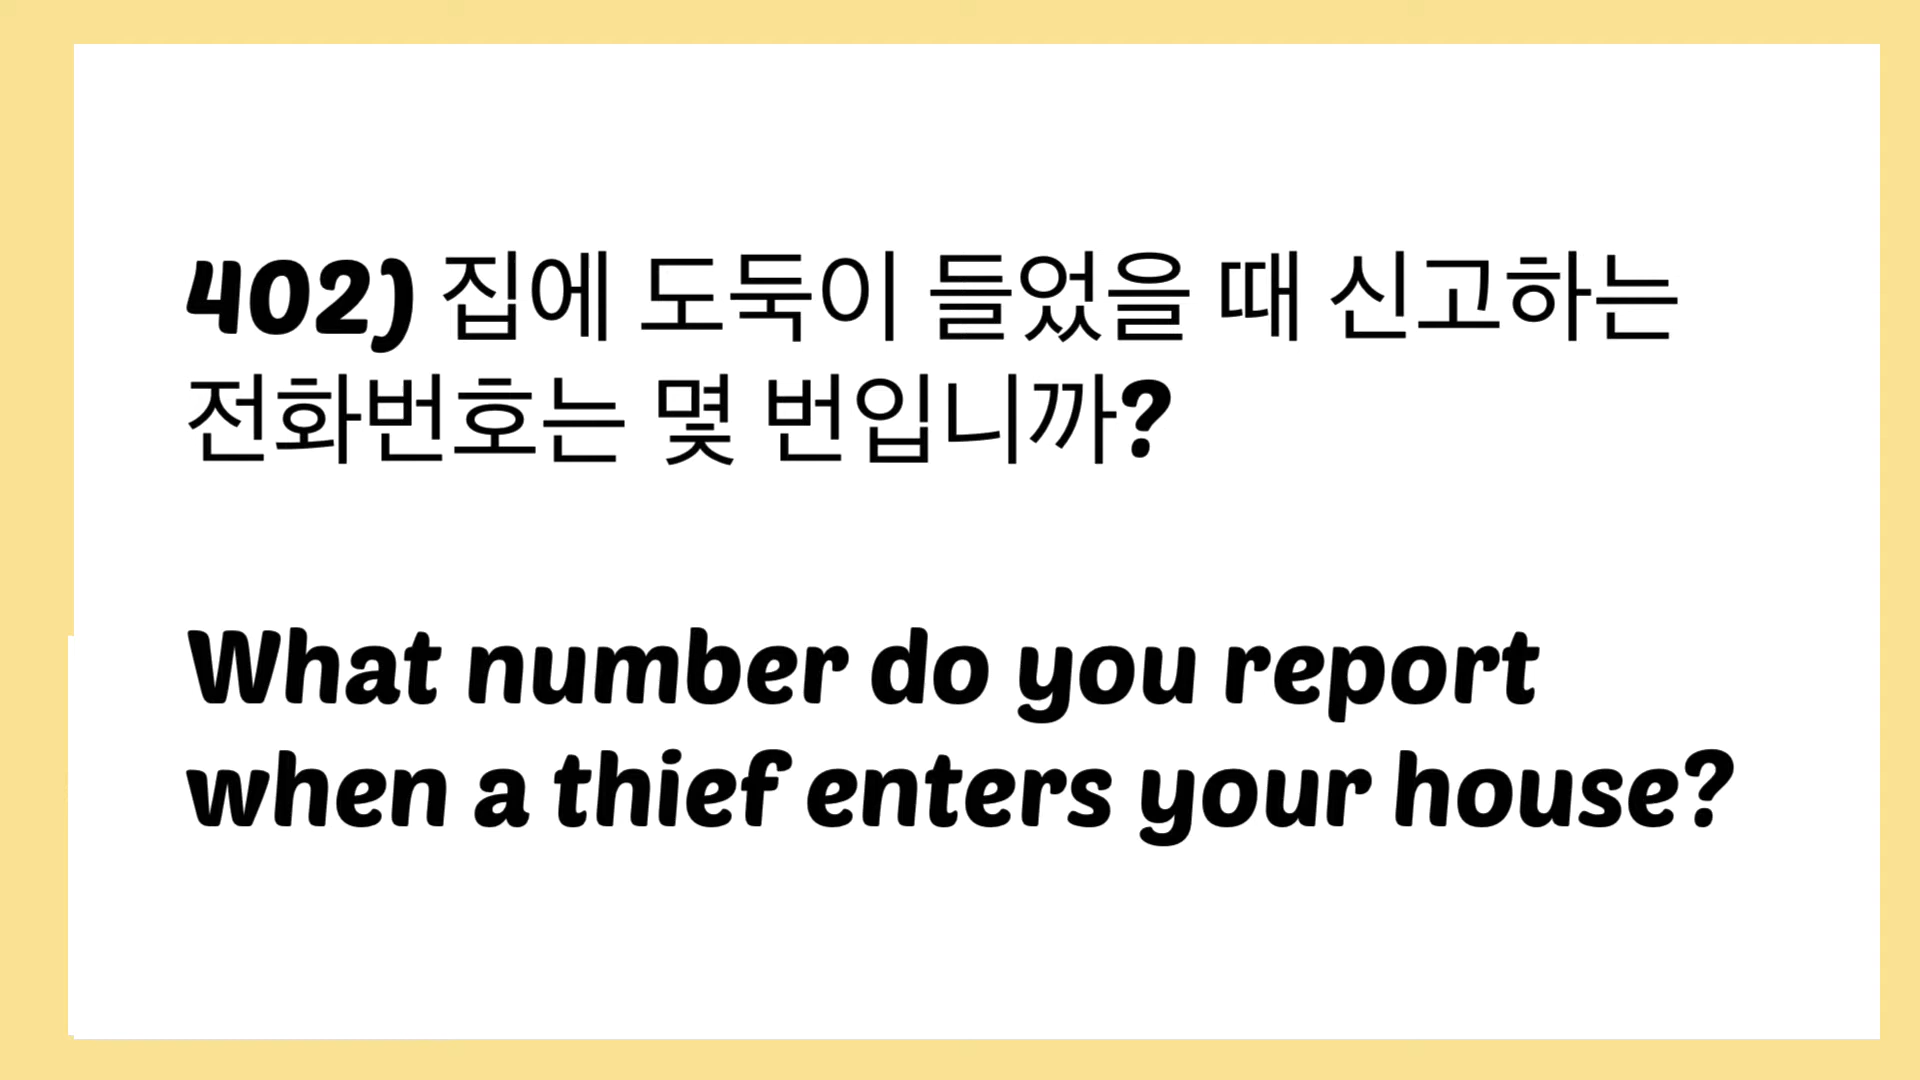 402) 집에 도둑이 들었을 때 신고하는
전화번호는 몇 번입니까?
What number do you report
when a thief enters your house?